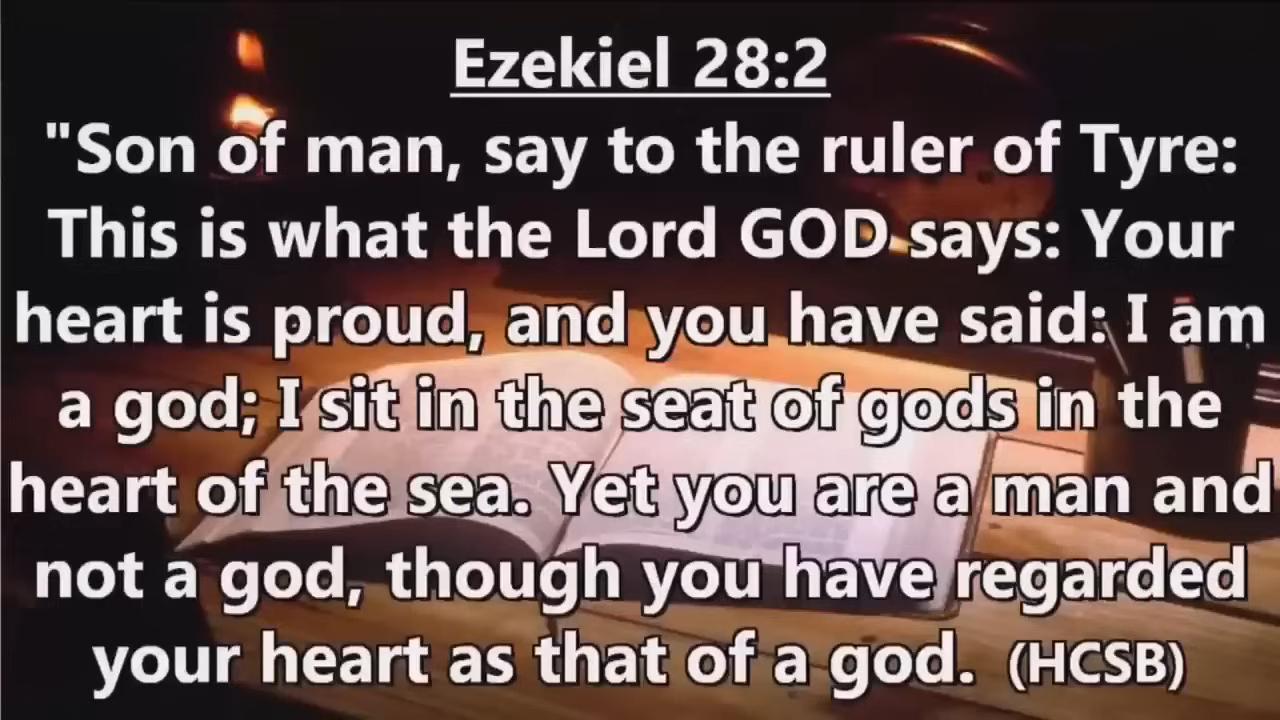 Ezekiel 28:2
"Son of man, say to the ruler of Tyre:
This is what the Lord GOD says: Your
heart is proud, and you have said: I am
a god; I sit in the seat of gods in the
heart of the sea. Yet you are a man and
not a god, though you have regarded
your heart as that of a god. (HCSB)